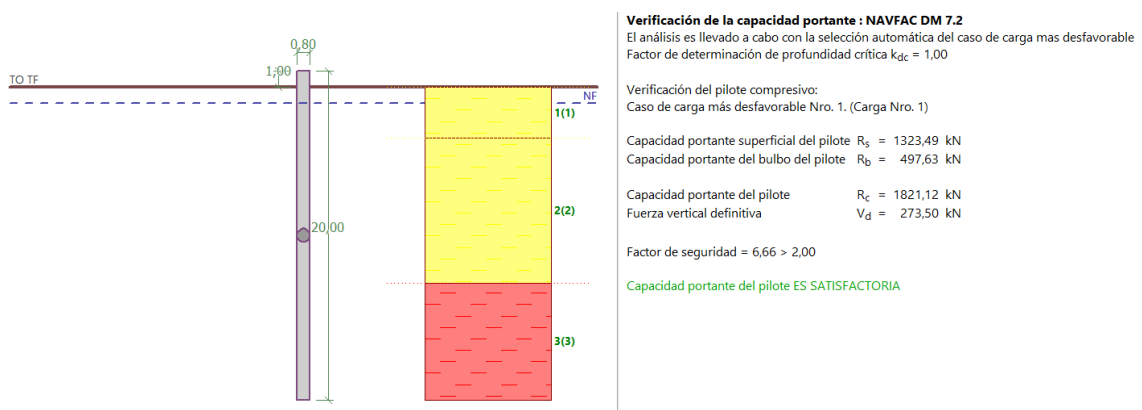 0,80
1,00
TO TF
NF
1(1)
2(2)
20,00
3(3)
Verificación de la capacidad portante : NAVFAC DM 7.2
El análisis es llevado a cabo con la selección automática del caso de carga mas desfavorable
Factor de determinación de profundidad crítica kdc = 1,00
Verificación del pilote compresivo:
Caso de carga más desfavorable Nro. 1. (Carga Nro. 1)
Capacidad portante superficial del pilote Rs = 1323,49 kN
Capacidad portante del bulbo del pilote Rb = 497,63 kN
Capacidad portante del pilote Rc = 1821,12 kN
Fuerza vertical definitiva Vd = 273,50 kN
Factor de seguridad = 6,66 > 2,00
Capacidad portante del pilote ES SATISFACTORIA